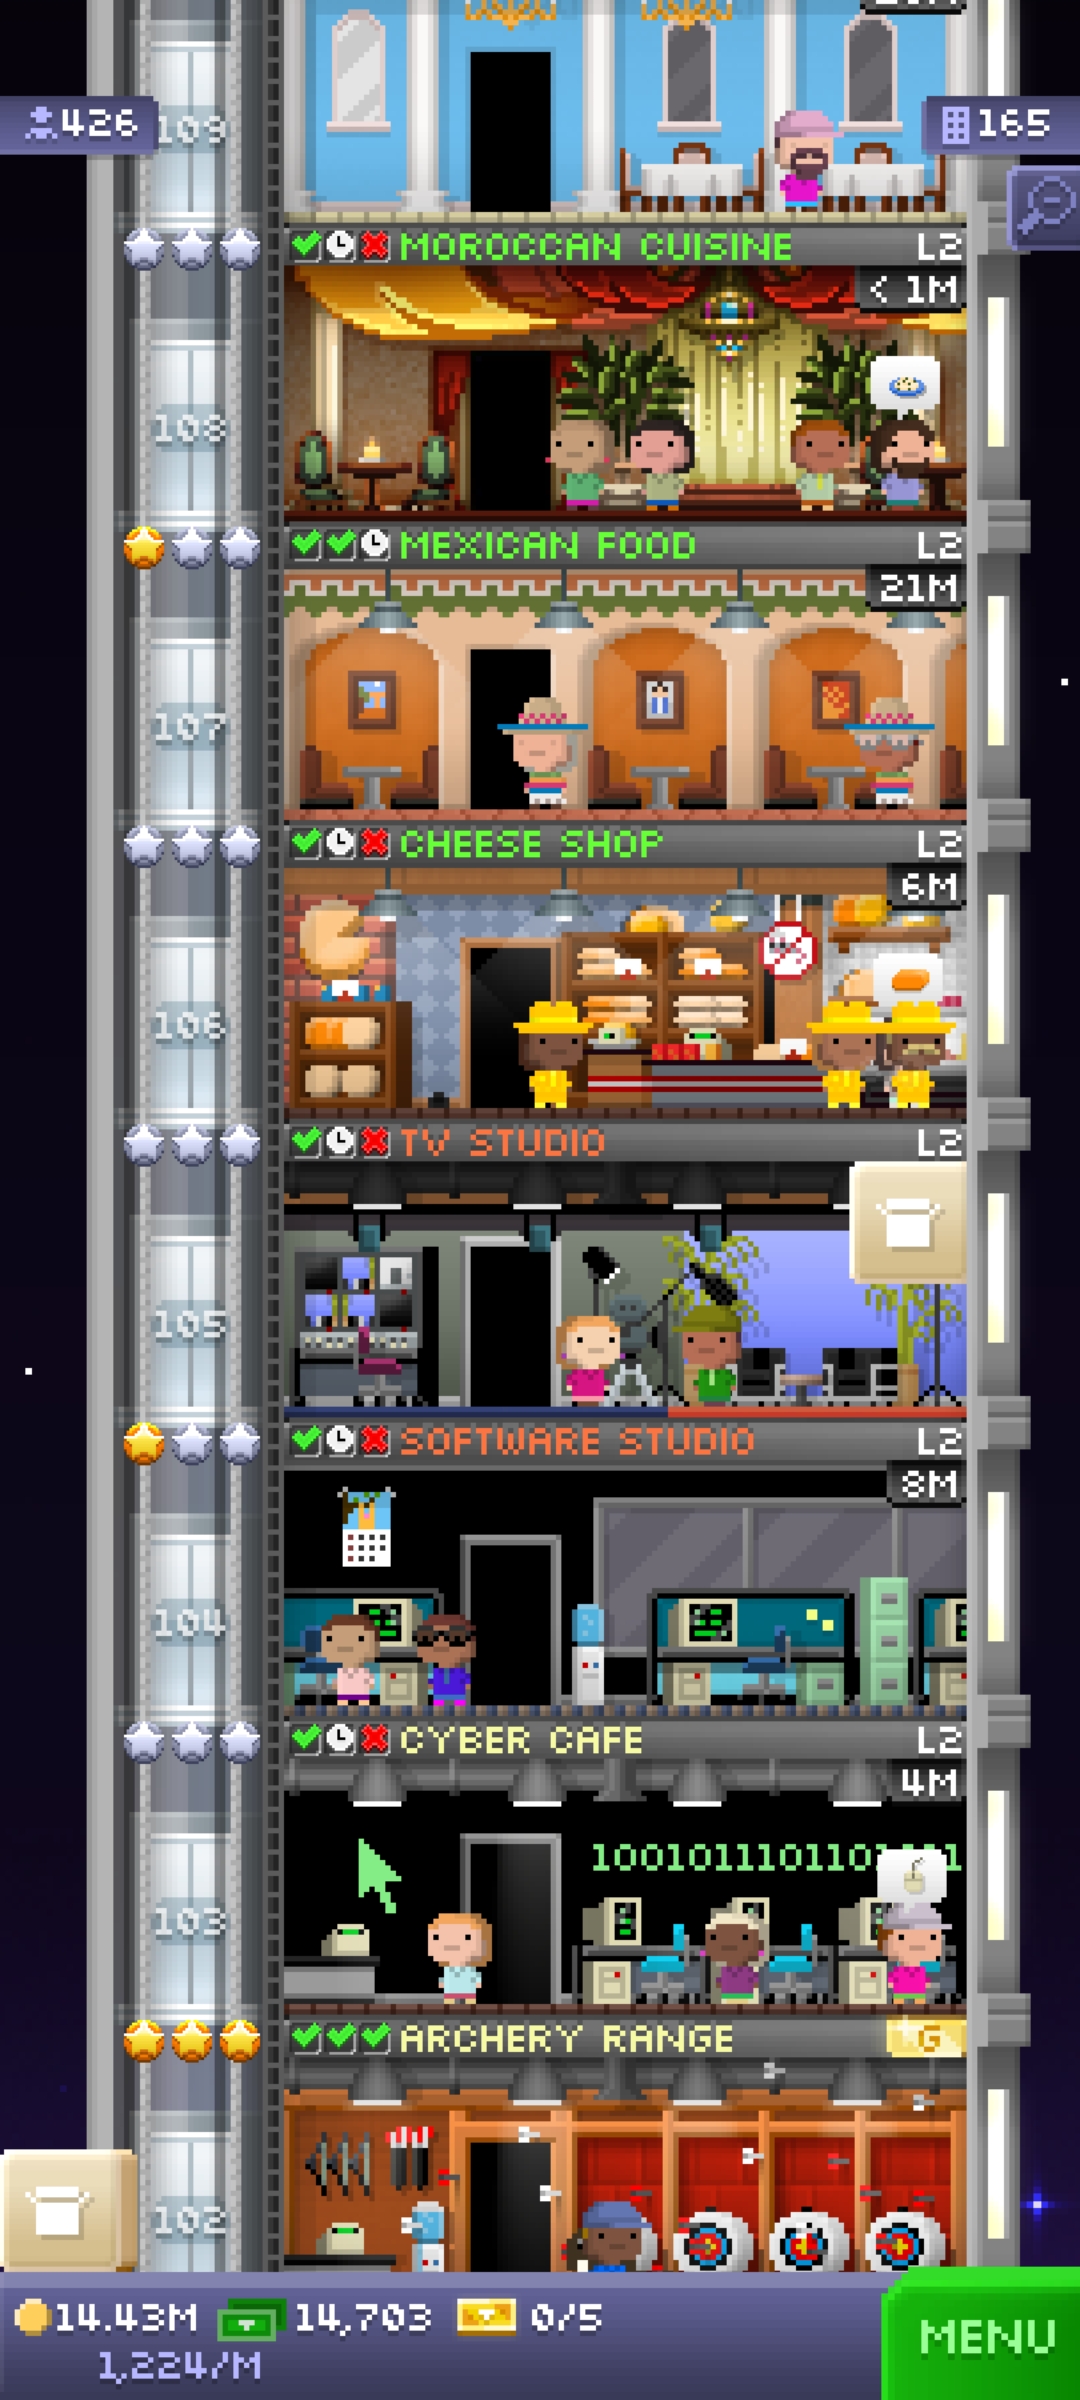 426
109
165
MOROCCAN CUISINE L2
< 1M
108
MEXICAN FOOD L2
21M
107
CHEESE SHOP L2
6M
106
TV STUDIO L2
105
SOFTWARE STUDIO L2
8M
104
CYBER CAFE L2
4M
103
ARCHERY RANGE G
102
14.43M 14,703 0/5
1,224/M
MENU